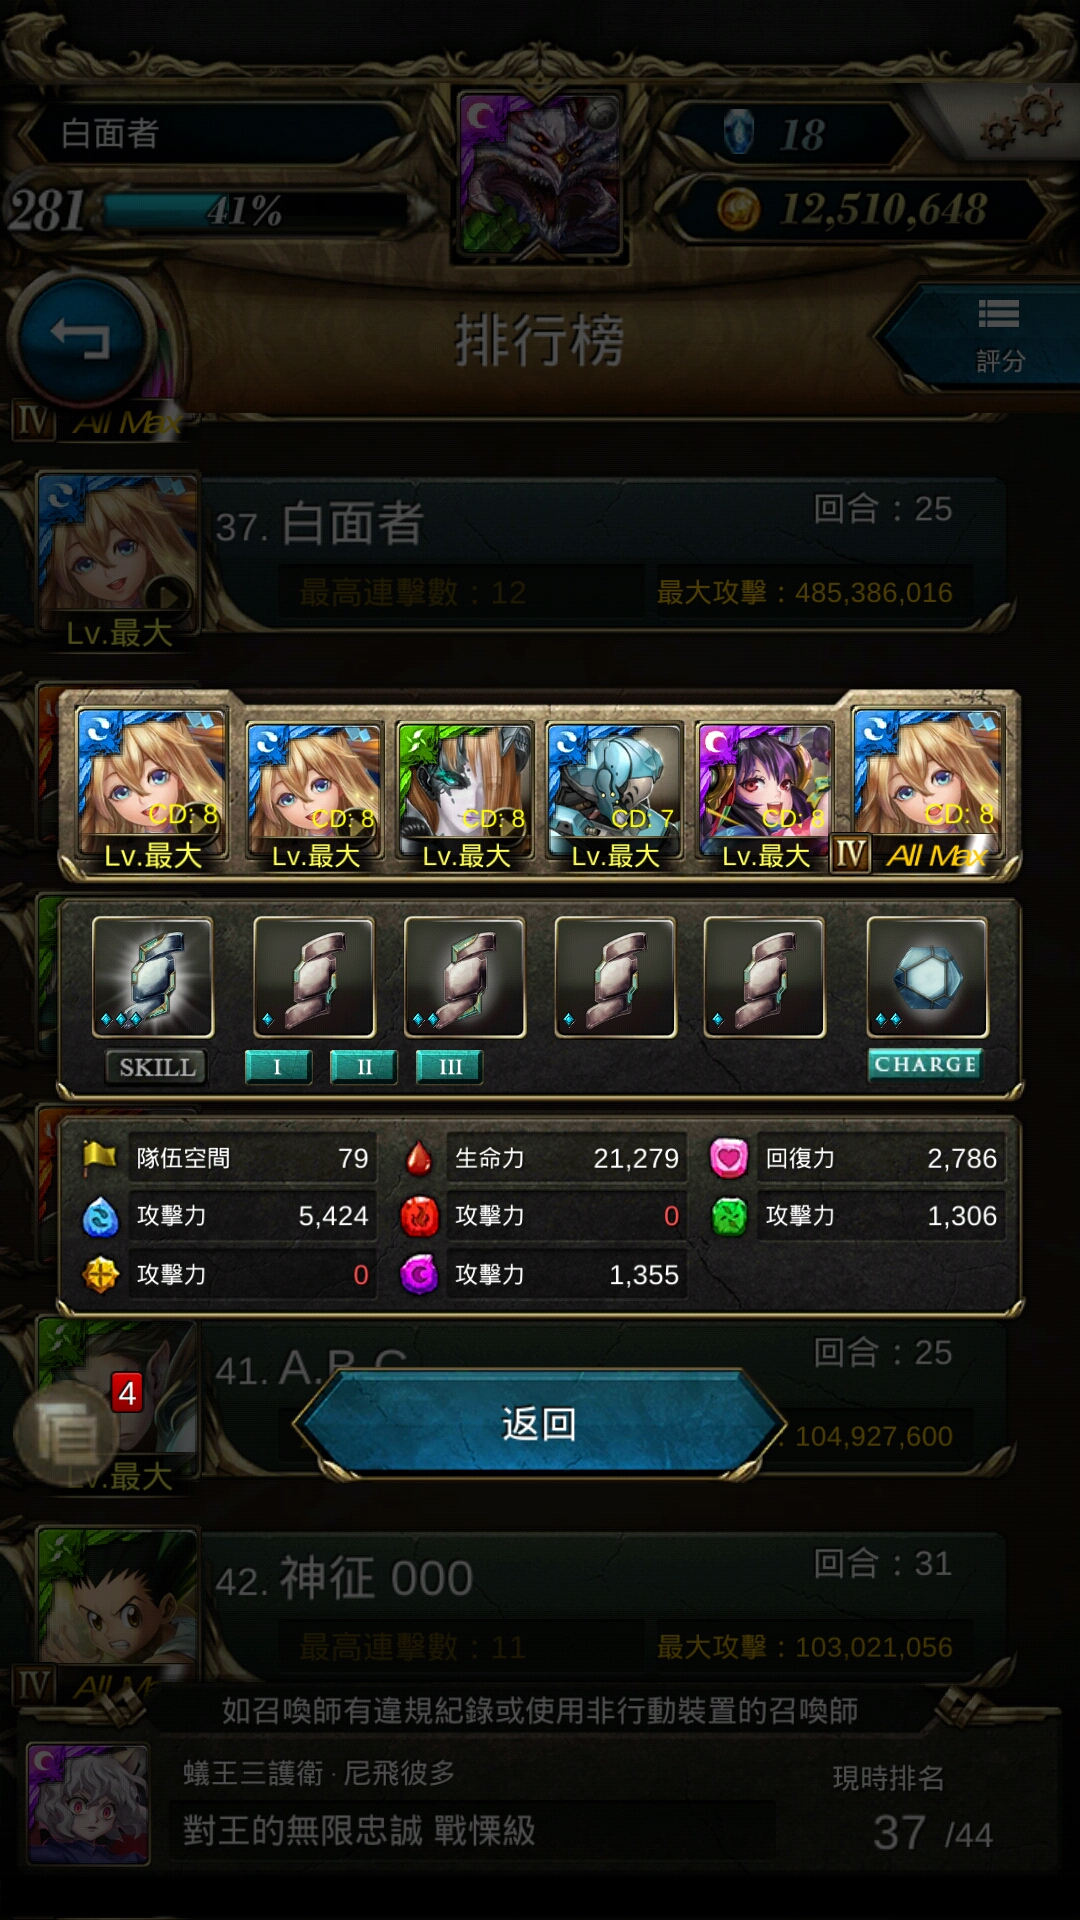 白面者
18
281
41%
12,510,648
排行榜
評分
IV All Max
37. 白面者
回合：25
最高連擊數：12
最大攻擊：485,386,016
Lv.最大
CD: 8
CD: 8
CD: 8
CD: 7
CD: 8
CD: 8
Lv.最大
Lv.最大
Lv.最大
Lv.最大
Lv.最大
IV All Max
SKILL
I
II
III
CHARGE
隊伍空間 79
生命力 21,279
回復力 2,786
攻擊力 5,424
攻擊力 0
攻擊力 1,306
攻擊力 0
攻擊力 1,355
41. A.B.C
回合：25
4
返回
: 104,927,600
Lv.最大
42. 神征 000
回合：31
最高連擊數：11
最大攻擊：103,021,056
IV All Max
如召喚師有違規紀錄或使用非行動裝置的召喚師
蟻王三護衛 · 尼飛彼多
現時排名
對王的無限忠誠 戰慄級
37 /44